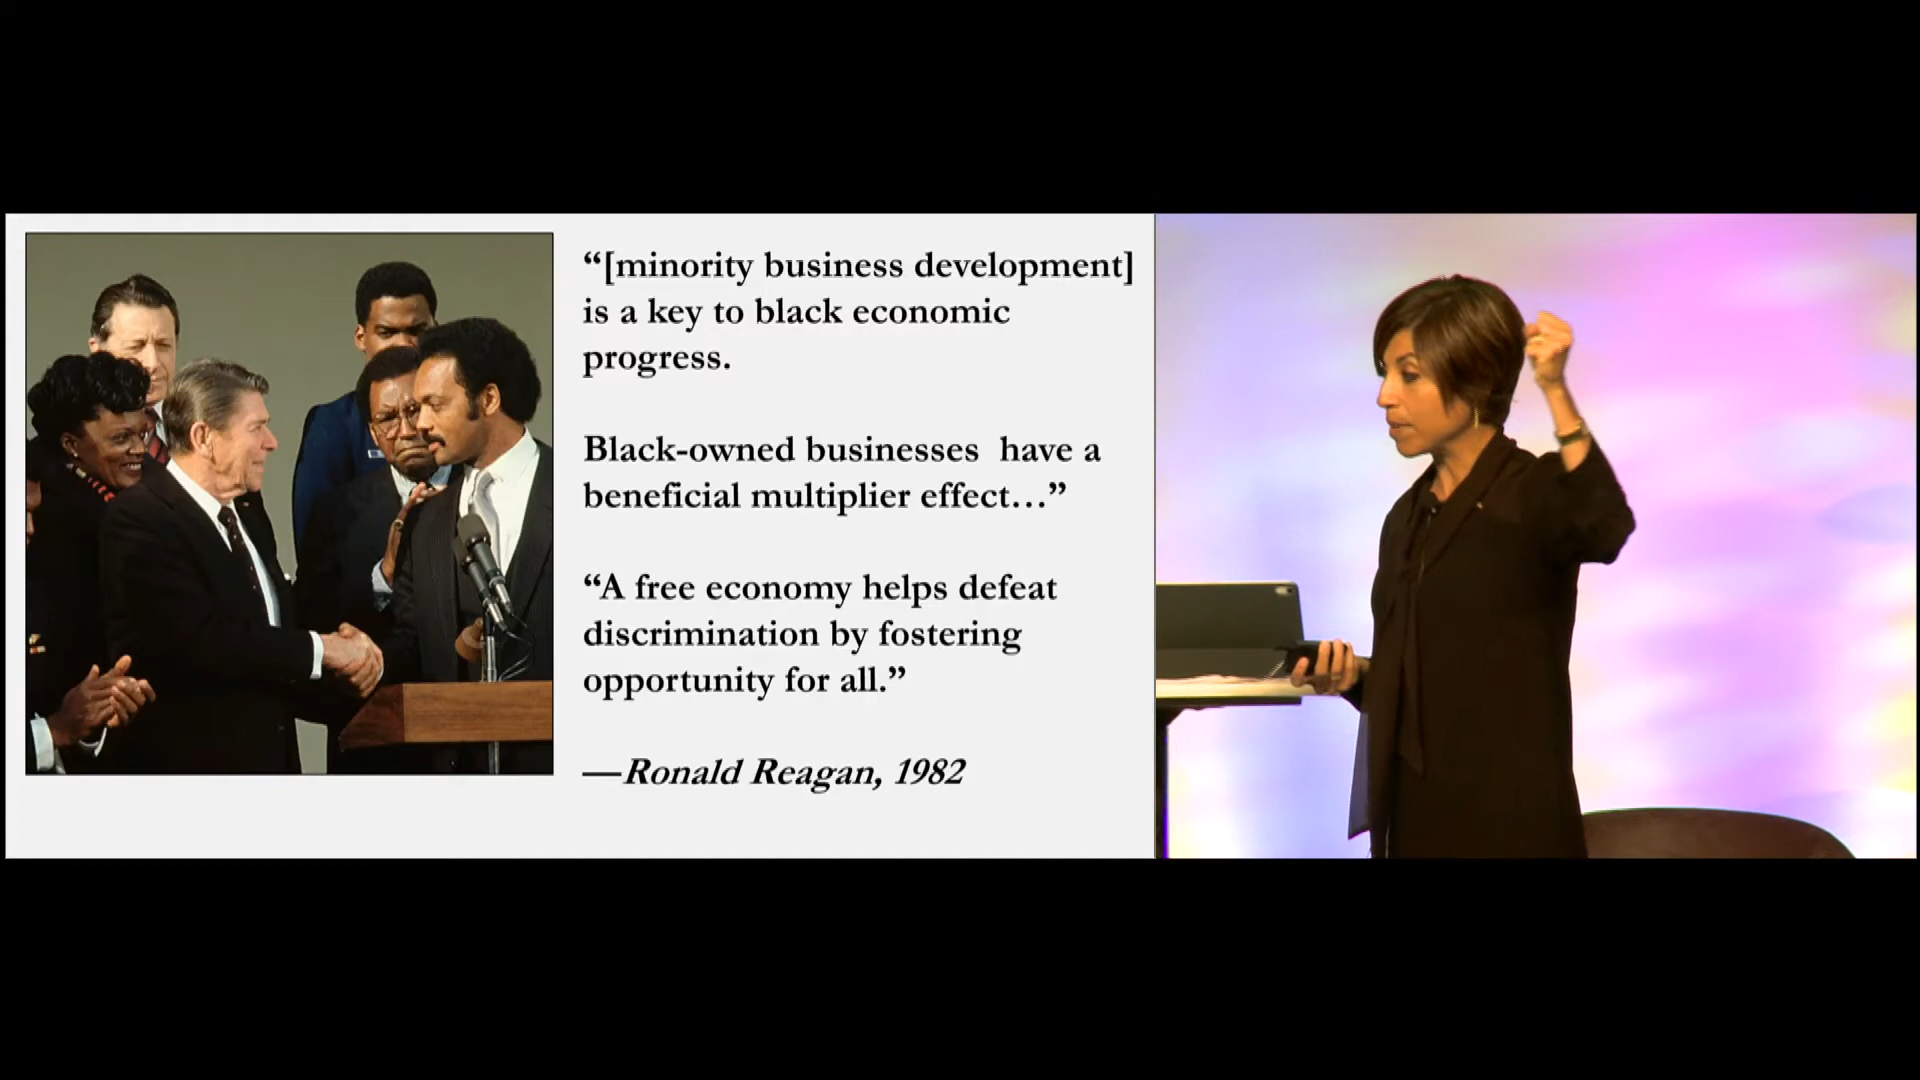 “[minority business development]
is a key to black economic
progress.
Black-owned businesses  have a
beneficial multiplier effect…”
“A free economy helps defeat
discrimination by fostering
opportunity for all.”
—Ronald Reagan, 1982